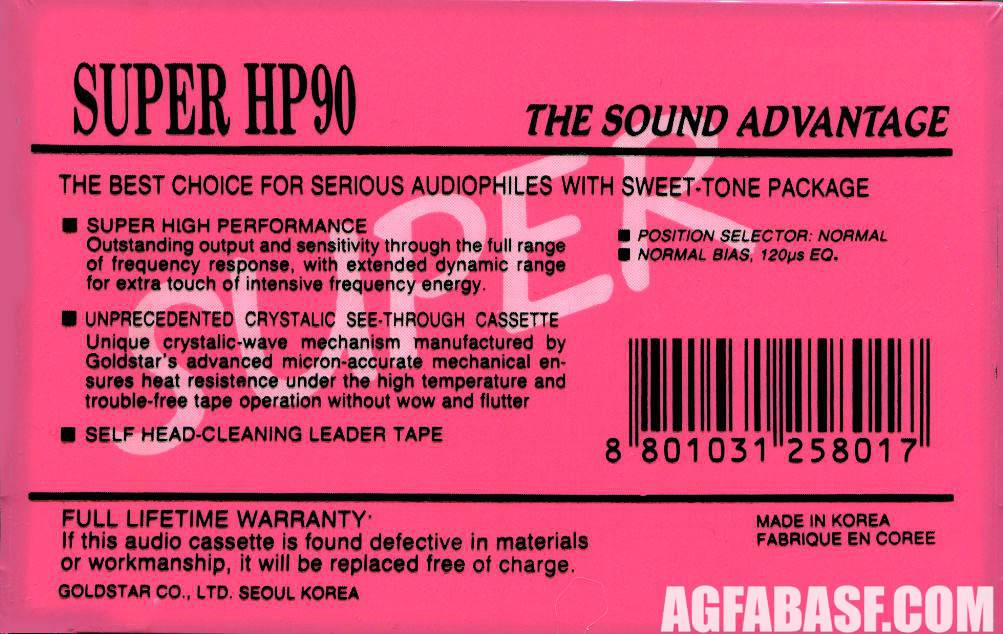 SUPER HP90
THE SOUND ADVANTAGE
THE BEST CHOICE FOR SERIOUS AUDIOPHILES WITH SWEET-TONE PACKAGE
■ SUPER HIGH PERFORMANCE
Outstanding output and sensitivity through the full range
of frequency response, with extended dynamic range
for extra touch of intensive frequency energy.
■ UNPRECEDENTED CRYSTALIC SEE-THROUGH CASSETTE
Unique crystalic-wave mechanism manufactured by
Goldstar's advanced micron-accurate mechanical en-
sures heat resistence under the high temperature and
trouble-free tape operation without wow and flutter
■ SELF HEAD-CLEANING LEADER TAPE
■ POSITION SELECTOR: NORMAL
■ NORMAL BIAS, 120µs EQ.
SUPER
8 801031 258017
FULL LIFETIME WARRANTY·
If this audio cassette is found defective in materials
or workmanship, it will be replaced free of charge.
GOLDSTAR CO., LTD. SEOUL KOREA
MADE IN KOREA
FABRIQUE EN COREE
AGFABASF.COM